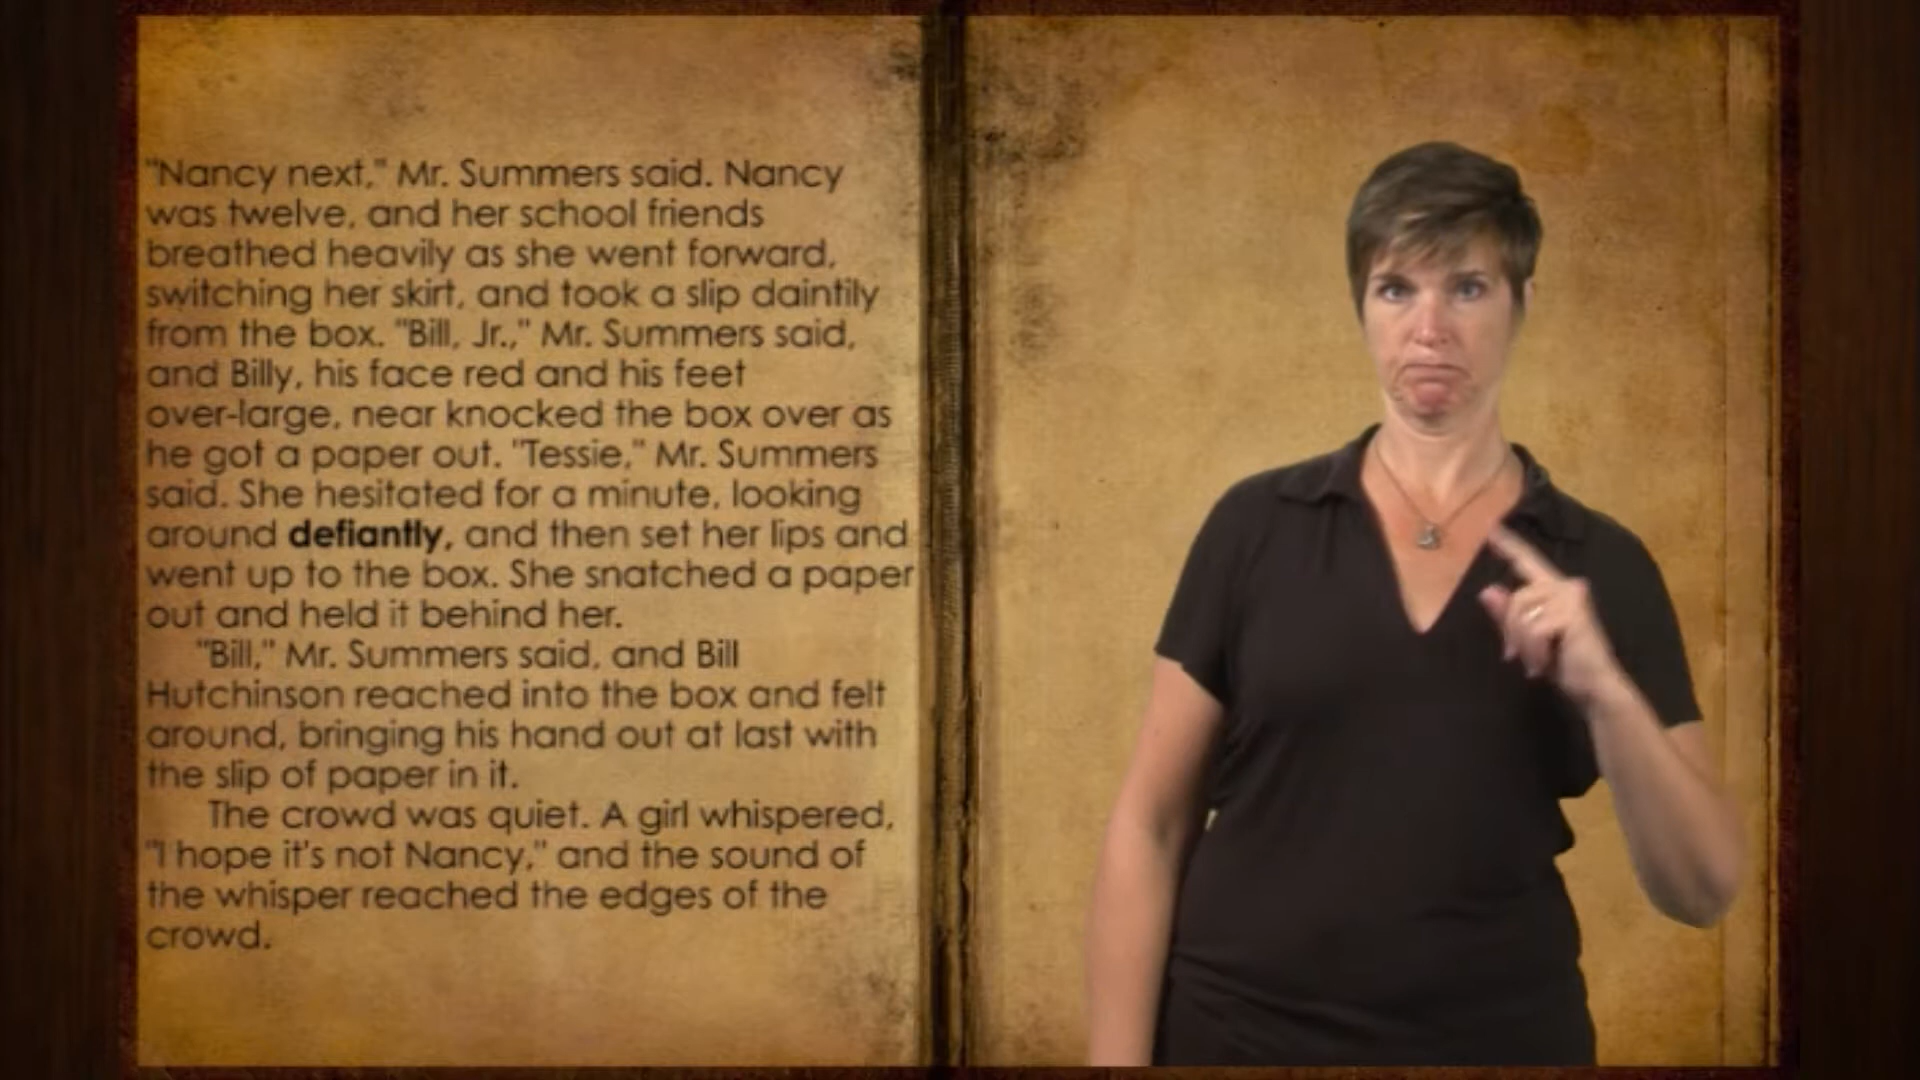 "Nancy next," Mr. Summers said. Nancy
was twelve, and her school friends
breathed heavily as she went forward,
switching her skirt, and took a slip daintily
from the box. "Bill, Jr.," Mr. Summers said,
and Billy, his face red and his feet
over-large, near knocked the box over as
he got a paper out. "Tessie," Mr. Summers
said. She hesitated for a minute, looking
around defiantly, and then set her lips and
went up to the box. She snatched a paper
out and held it behind her.
"Bill," Mr. Summers said, and Bill
Hutchinson reached into the box and felt
around, bringing his hand out at last with
the slip of paper in it.
The crowd was quiet. A girl whispered,
"I hope it's not Nancy," and the sound of
the whisper reached the edges of the
crowd.